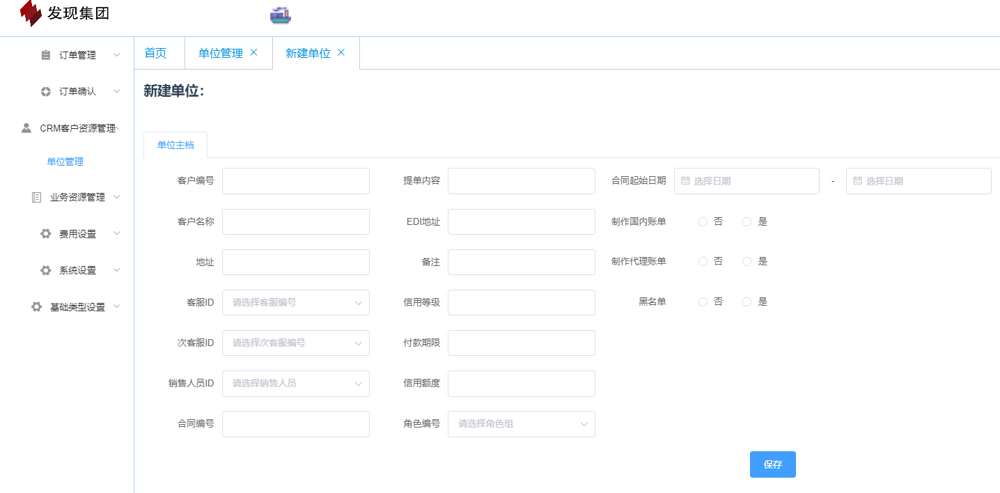 发现集团
首页 单位管理 新建单位
订单管理
订单确认
CRM客户资源管理
单位管理
业务资源管理
费用设置
系统设置
基础类型设置
新建单位:
单位主档
客户编号 提单内容 合同起始日期 选择日期 - 选择日期
客户名称 EDI地址 制作国内账单 否 是
地址 备注 制作代理账单 否 是
客服ID 请选择客服编号 信用等级 黑名单 否 是
次客服ID 请选择次客服编号 付款期限
销售人员ID 请选择销售人员 信用额度
合同编号 角色编号 请选择角色组
保存